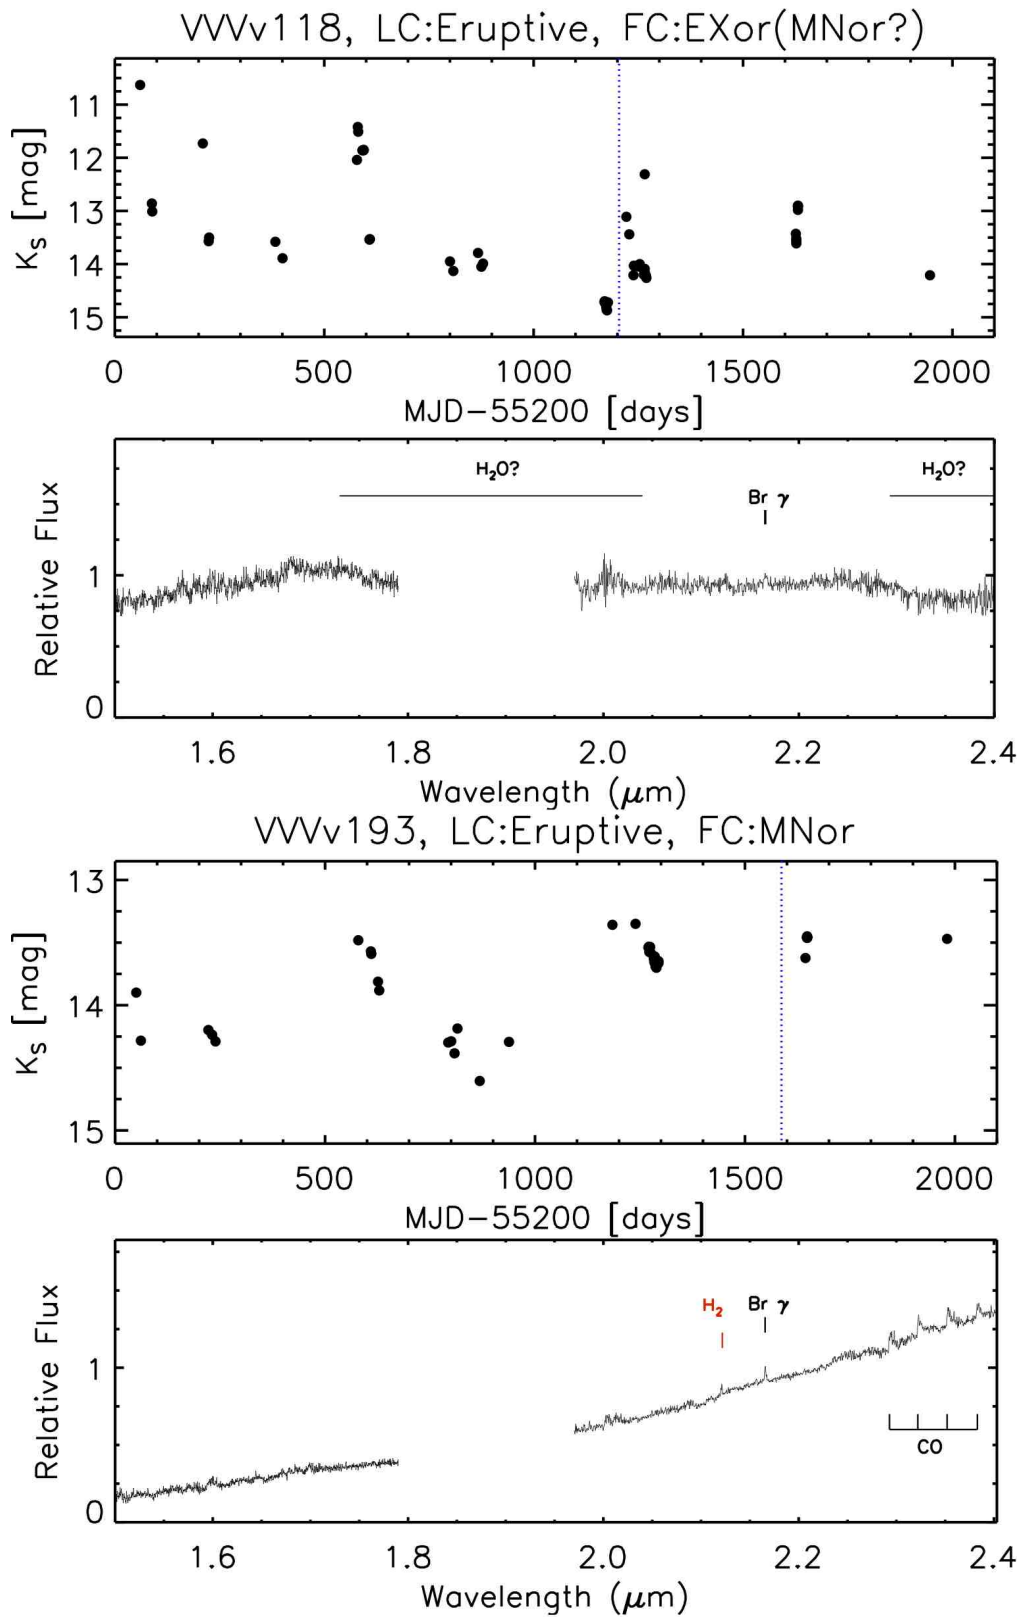 VVVv118, LC:Eruptive, FC:EXor(MNor?)
11
12
13
14
15
Ks [mag]
0 500 1000 1500 2000
MJD-55200 [days]
H2O? H2O?
Br γ
1
0
Relative Flux
1.6 1.8 2.0 2.2 2.4
Wavelength (μm)
VVVv193, LC:Eruptive, FC:MNor
13
14
15
Ks [mag]
0 500 1000 1500 2000
MJD-55200 [days]
H2 Br γ
1
CO
0
Relative Flux
1.6 1.8 2.0 2.2 2.4
Wavelength (μm)